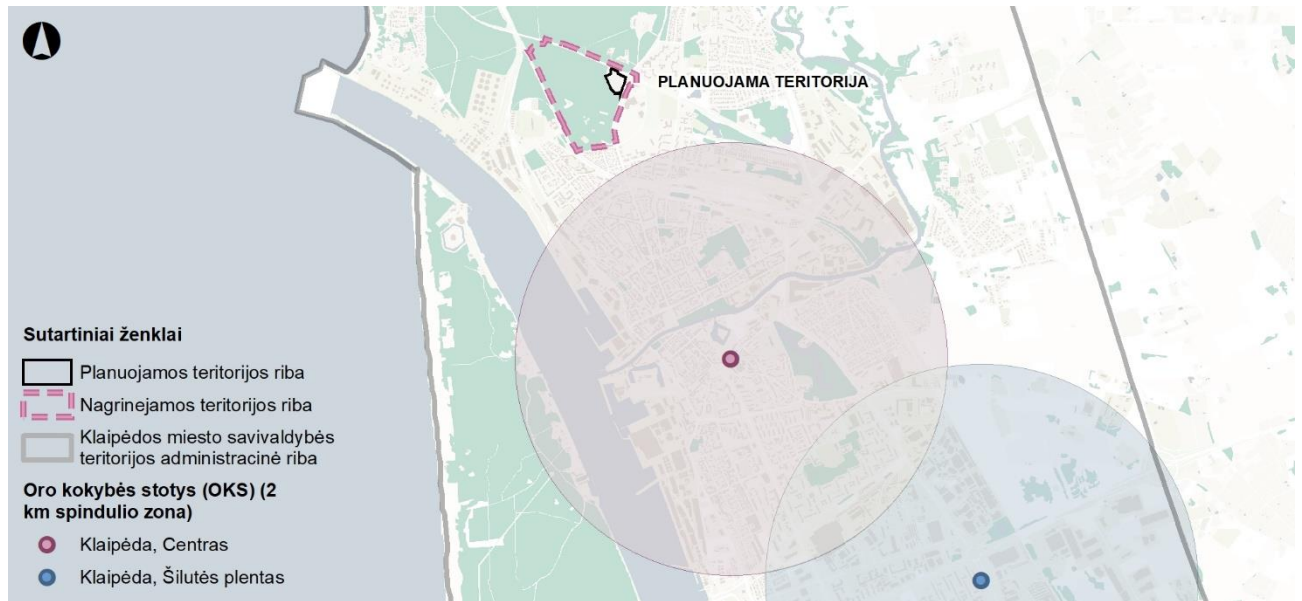 PLANUOJAMA TERITORIJA
Sutartiniai ženklai
Planuojamos teritorijos riba
Nagrinejamos teritorijos riba
Klaipėdos miesto savivaldybės
teritorijos administracinė riba
Oro kokybės stotys (OKS) (2
km spindulio zona)
Klaipėda, Centras
Klaipėda, Šilutės plentas